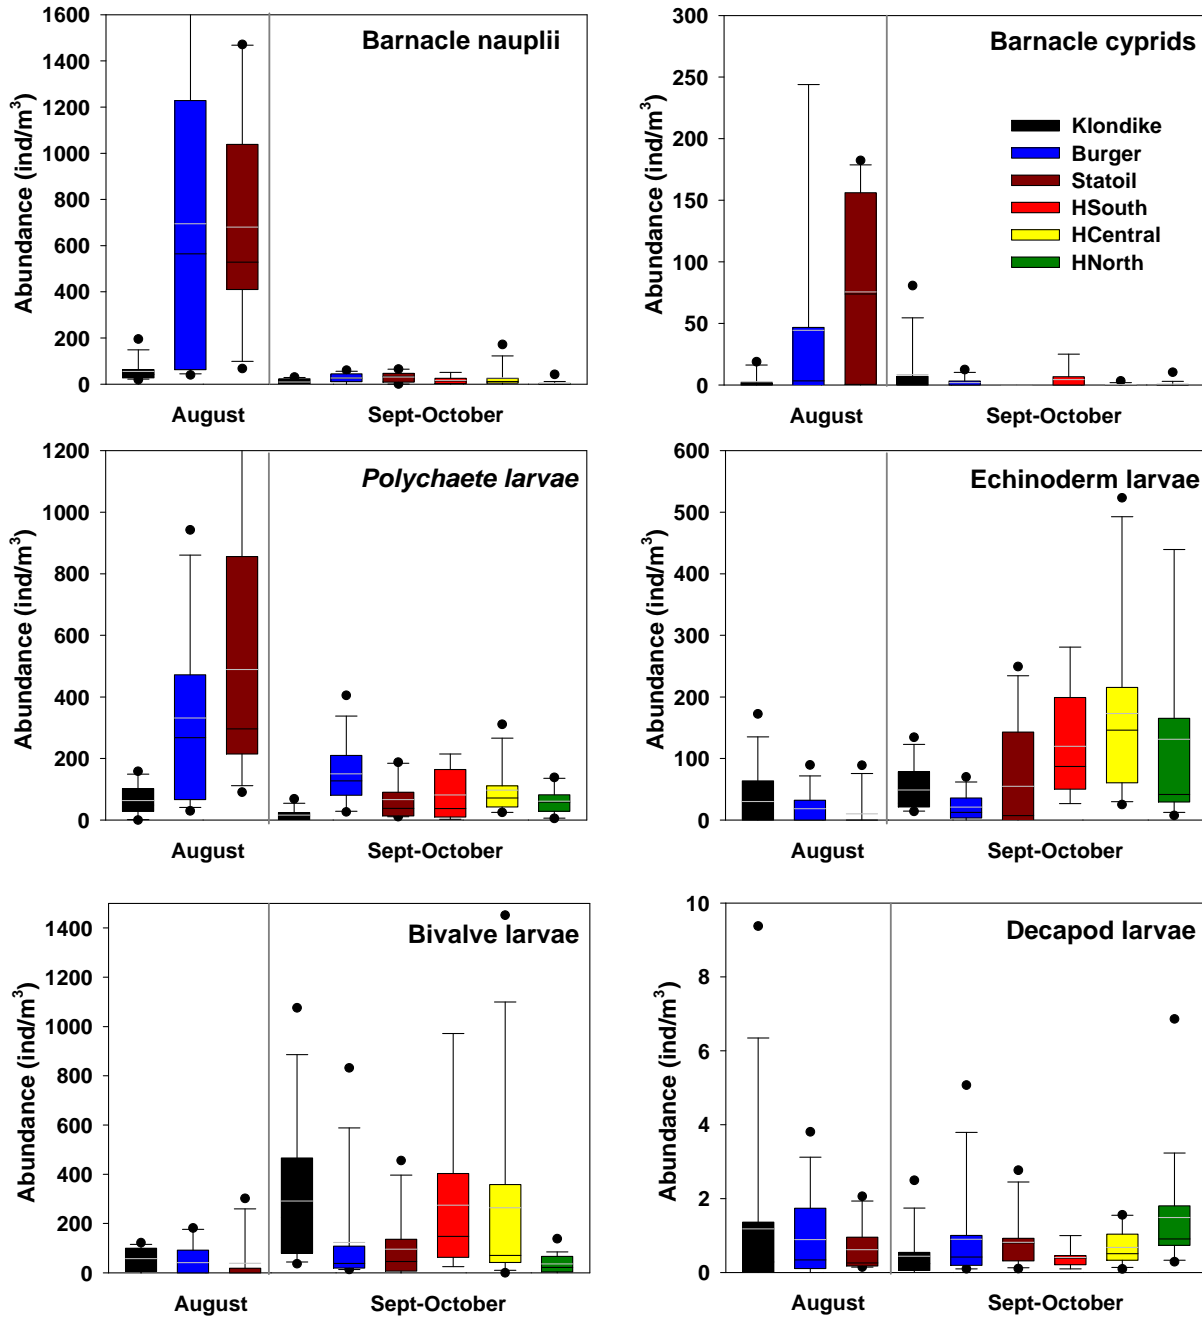 Barnacle nauplii
Abundance (ind/m³)
1600
1400
1200
1000
800
600
400
200
0
August
Sept-October
Barnacle cyprids
Abundance (ind/m³)
300
250
200
150
100
50
0
Klondike
Burger
Statoil
HSouth
HCentral
HNorth
August
Sept-October
Polychaete larvae
Abundance (ind/m³)
1200
1000
800
600
400
200
0
August
Sept-October
Echinoderm larvae
Abundance (ind/m³)
600
500
400
300
200
100
0
August
Sept-October
Bivalve larvae
Abundance (ind/m³)
1400
1200
1000
800
600
400
200
0
August
Sept-October
Decapod larvae
Abundance (ind/m³)
10
8
6
4
2
0
August
Sept-October